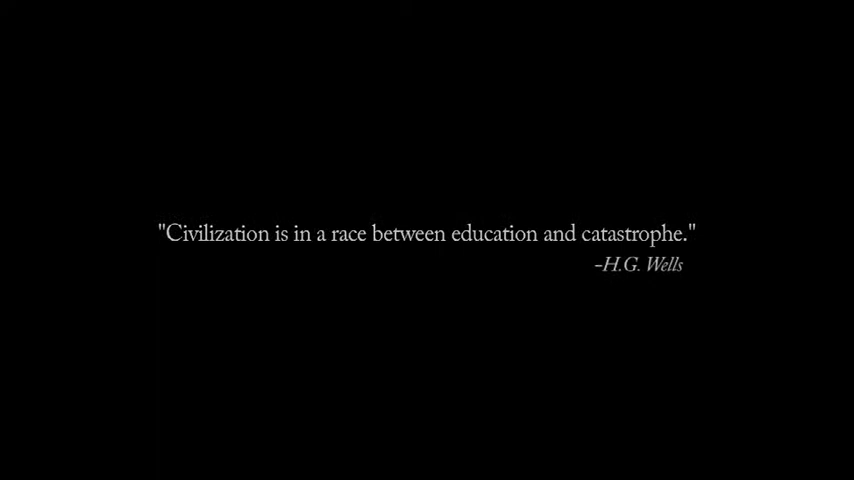 "Civilization is in a race between education and catastrophe."
-H.G. Wells